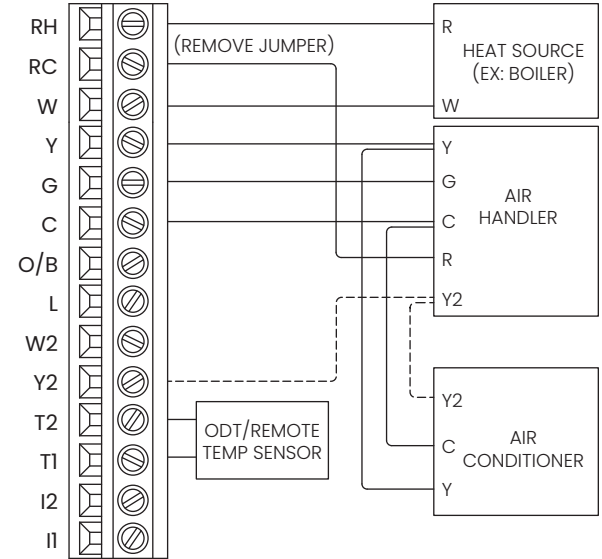 RH
RC
W
Y
G
C
O/B
L
W2
Y2
T2
T1
I2
I1
(REMOVE JUMPER)
R
HEAT SOURCE
(EX: BOILER)
W
Y
G
AIR
HANDLER
C
R
Y2
ODT/REMOTE
TEMP SENSOR
Y2
C
AIR
CONDITIONER
Y